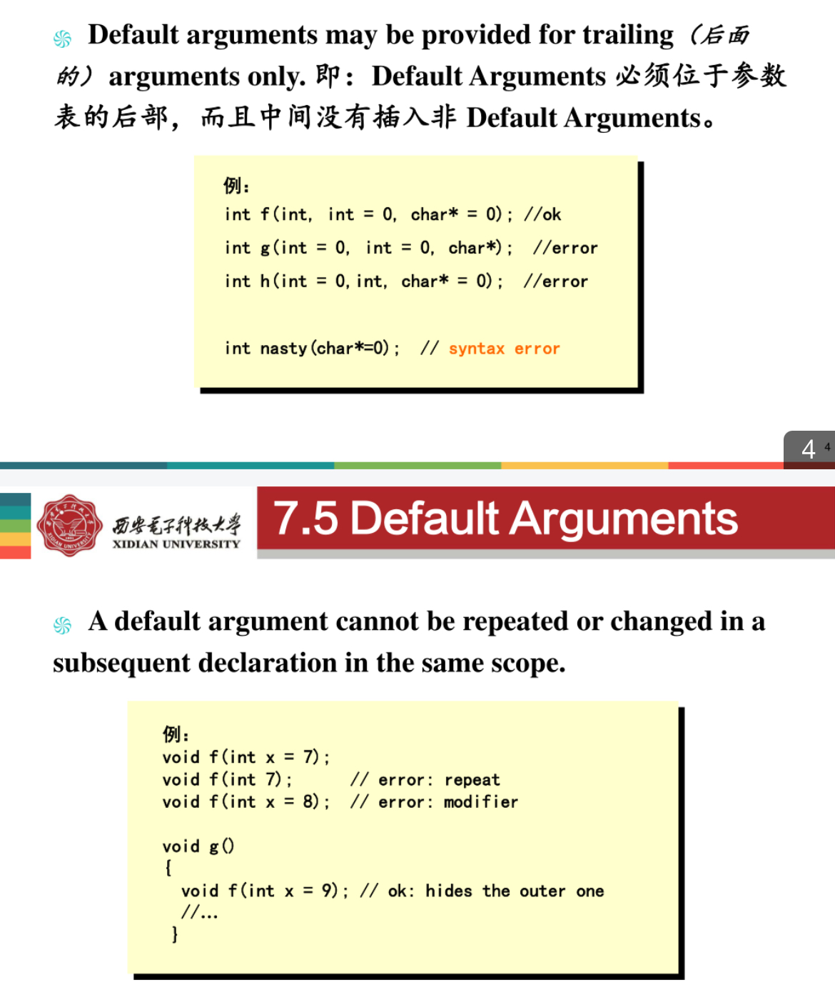 Default arguments may be provided for trailing（后面
的）arguments only. 即：Default Arguments 必须位于参数
表的后部，而且中间没有插入非 Default Arguments。
例：
int f(int, int = 0, char* = 0); //ok
int g(int = 0, int = 0, char*); //error
int h(int = 0,int, char* = 0); //error
int nasty(char*=0); // syntax error
4 4
西安电子科技大学
XIDIAN UNIVERSITY
7.5 Default Arguments
A default argument cannot be repeated or changed in a
subsequent declaration in the same scope.
例：
void f(int x = 7);
void f(int 7); // error: repeat
void f(int x = 8); // error: modifier
void g()
{
void f(int x = 9); // ok: hides the outer one
//...
}